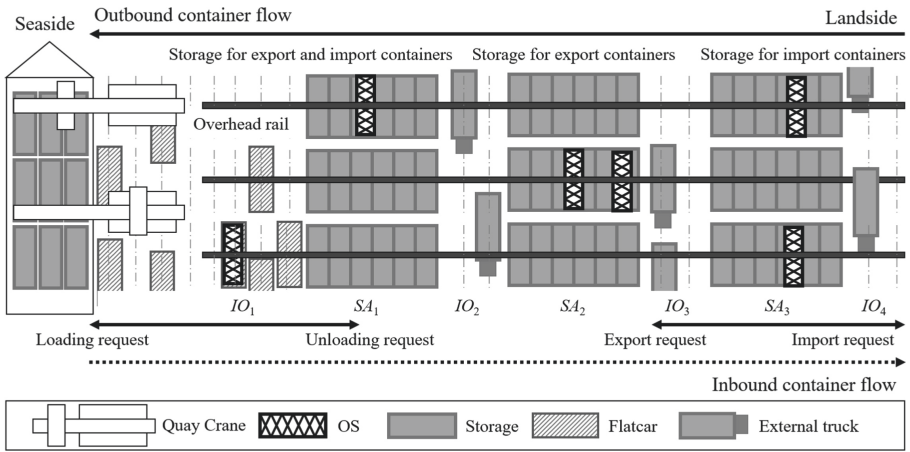 Outbound container flow
Seaside
Landside
Storage for export and import containers
Storage for export containers
Storage for import containers
Overhead rail
IO1
SA1
IO2
SA2
IO3
SA3
IO4
Loading request
Unloading request
Export request
Import request
Inbound container flow
Quay Crane
OS
Storage
Flatcar
External truck